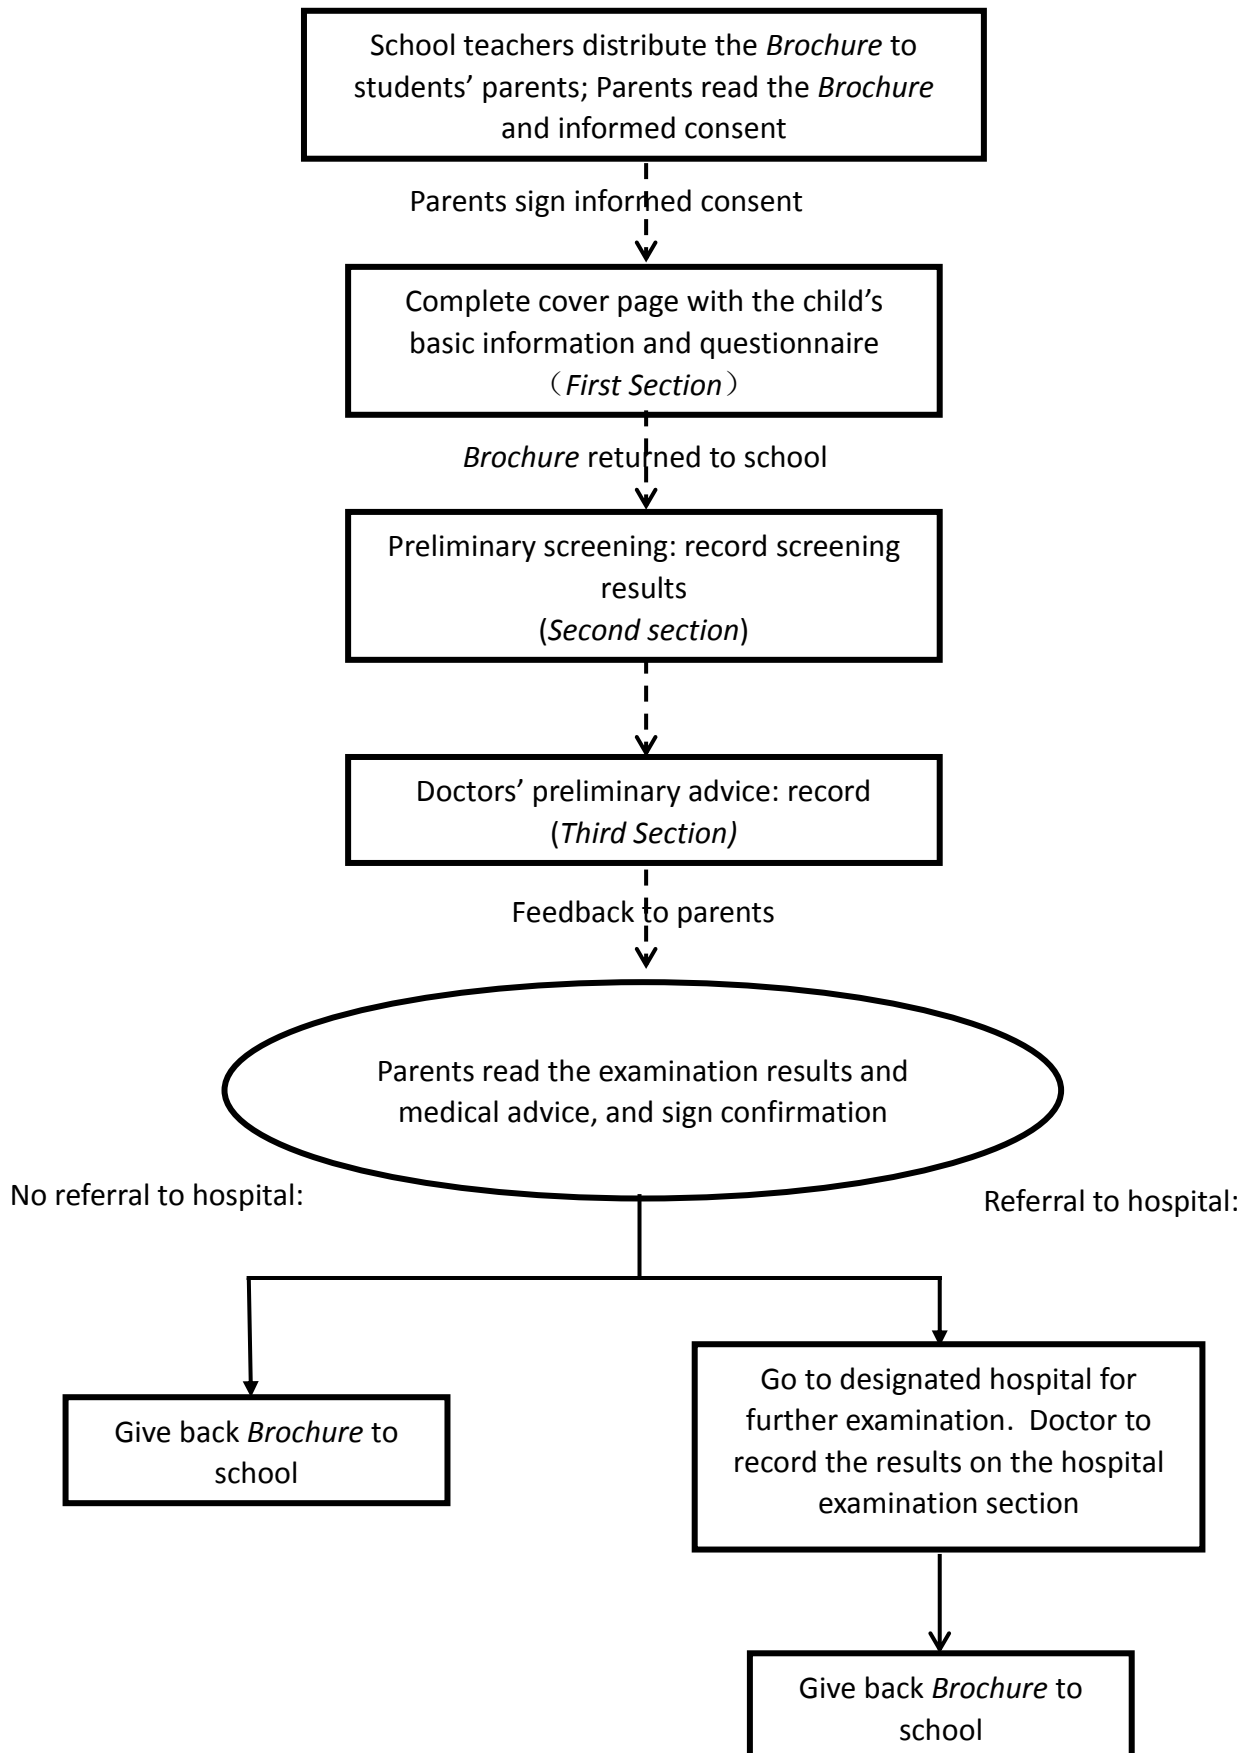 School teachers distribute the Brochure to
students’ parents; Parents read the Brochure
and informed consent
Parents sign informed consent
Complete cover page with the child’s
basic information and questionnaire
（First Section）
Brochure returned to school
Preliminary screening: record screening
results
(Second section)
Doctors’ preliminary advice: record
(Third Section)
Feedback to parents
Parents read the examination results and
medical advice, and sign confirmation
No referral to hospital:
Referral to hospital:
Give back Brochure to
school
Go to designated hospital for
further examination.  Doctor to
record the results on the hospital
examination section
Give back Brochure to
school